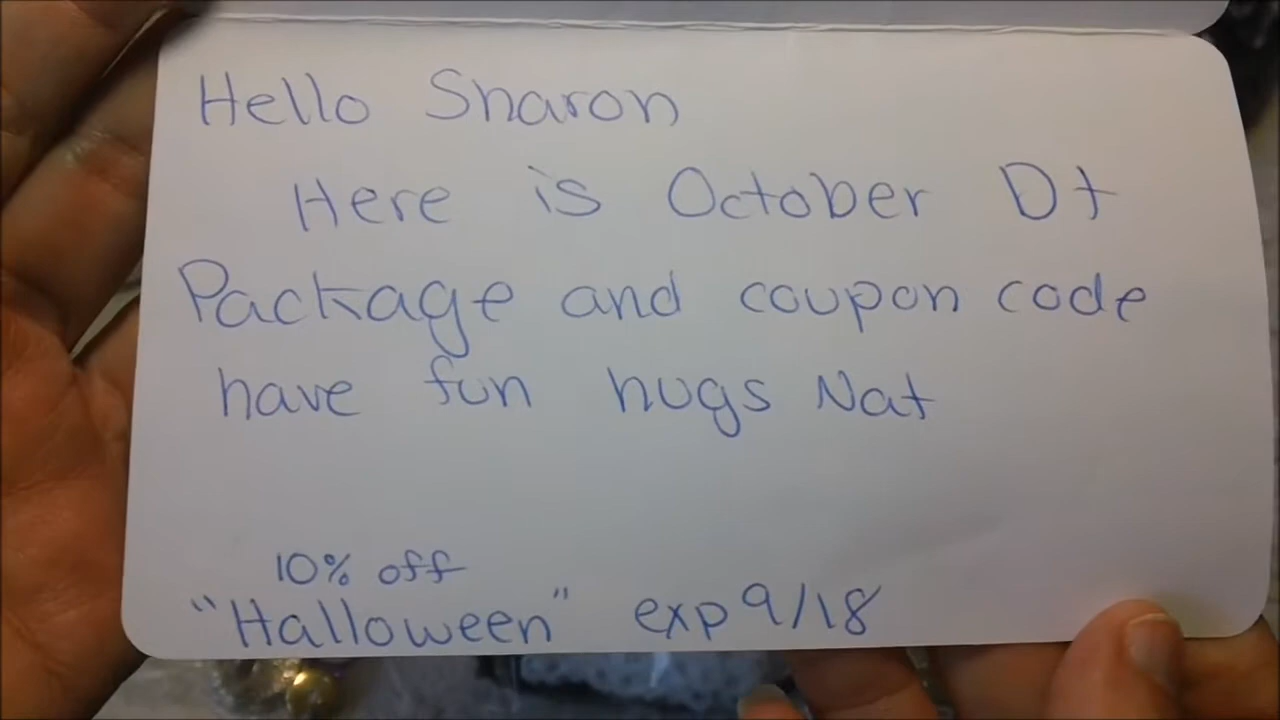 Hello Sharon
Here is October Dt
Package and coupon code
have fun hugs Nat
10% off
"Halloween" exp 9/18